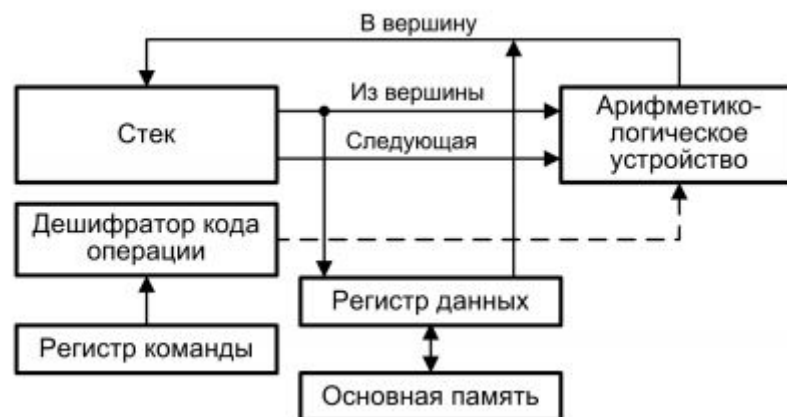 В вершину
Стек
Из вершины
Следующая
Арифметико-
логическое
устройство
Дешифратор кода
операции
Регистр данных
Регистр команды
Основная память